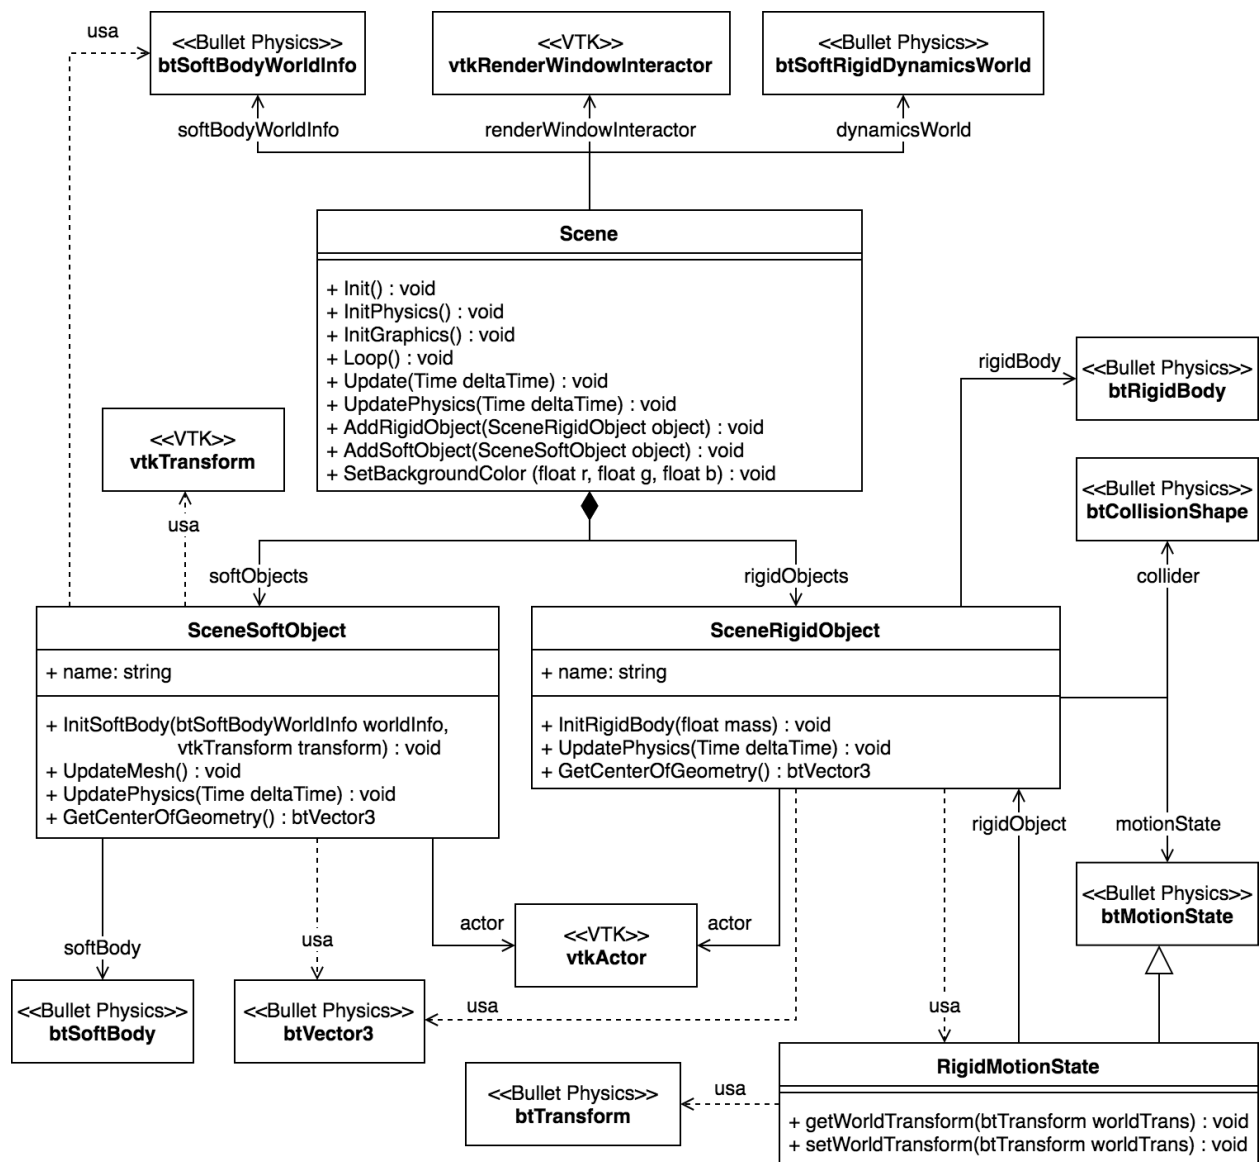 usa
<<Bullet Physics>>
btSoftBodyWorldInfo
<<VTK>>
vtkRenderWindowInteractor
<<Bullet Physics>>
btSoftRigidDynamicsWorld
softBodyWorldInfo
renderWindowInteractor
dynamicsWorld
Scene
+ Init() : void
+ InitPhysics() : void
+ InitGraphics() : void
+ Loop() : void
+ Update(Time deltaTime) : void
+ UpdatePhysics(Time deltaTime) : void
+ AddRigidObject(SceneRigidObject object) : void
+ AddSoftObject(SceneSoftObject object) : void
+ SetBackgroundColor (float r, float g, float b) : void
rigidBody
<<Bullet Physics>>
btRigidBody
<<VTK>>
vtkTransform
usa
<<Bullet Physics>>
btCollisionShape
collider
softObjects
rigidObjects
SceneSoftObject
+ name: string
+ InitSoftBody(btSoftBodyWorldInfo worldInfo,
vtkTransform transform) : void
+ UpdateMesh() : void
+ UpdatePhysics(Time deltaTime) : void
+ GetCenterOfGeometry() : btVector3
SceneRigidObject
+ name: string
+ InitRigidBody(float mass) : void
+ UpdatePhysics(Time deltaTime) : void
+ GetCenterOfGeometry() : btVector3
rigidObject
motionState
<<Bullet Physics>>
btMotionState
softBody
usa
actor
<<VTK>>
vtkActor
actor
<<Bullet Physics>>
btSoftBody
<<Bullet Physics>>
btVector3
usa
usa
RigidMotionState
+ getWorldTransform(btTransform worldTrans) : void
+ setWorldTransform(btTransform worldTrans) : void
usa
<<Bullet Physics>>
btTransform